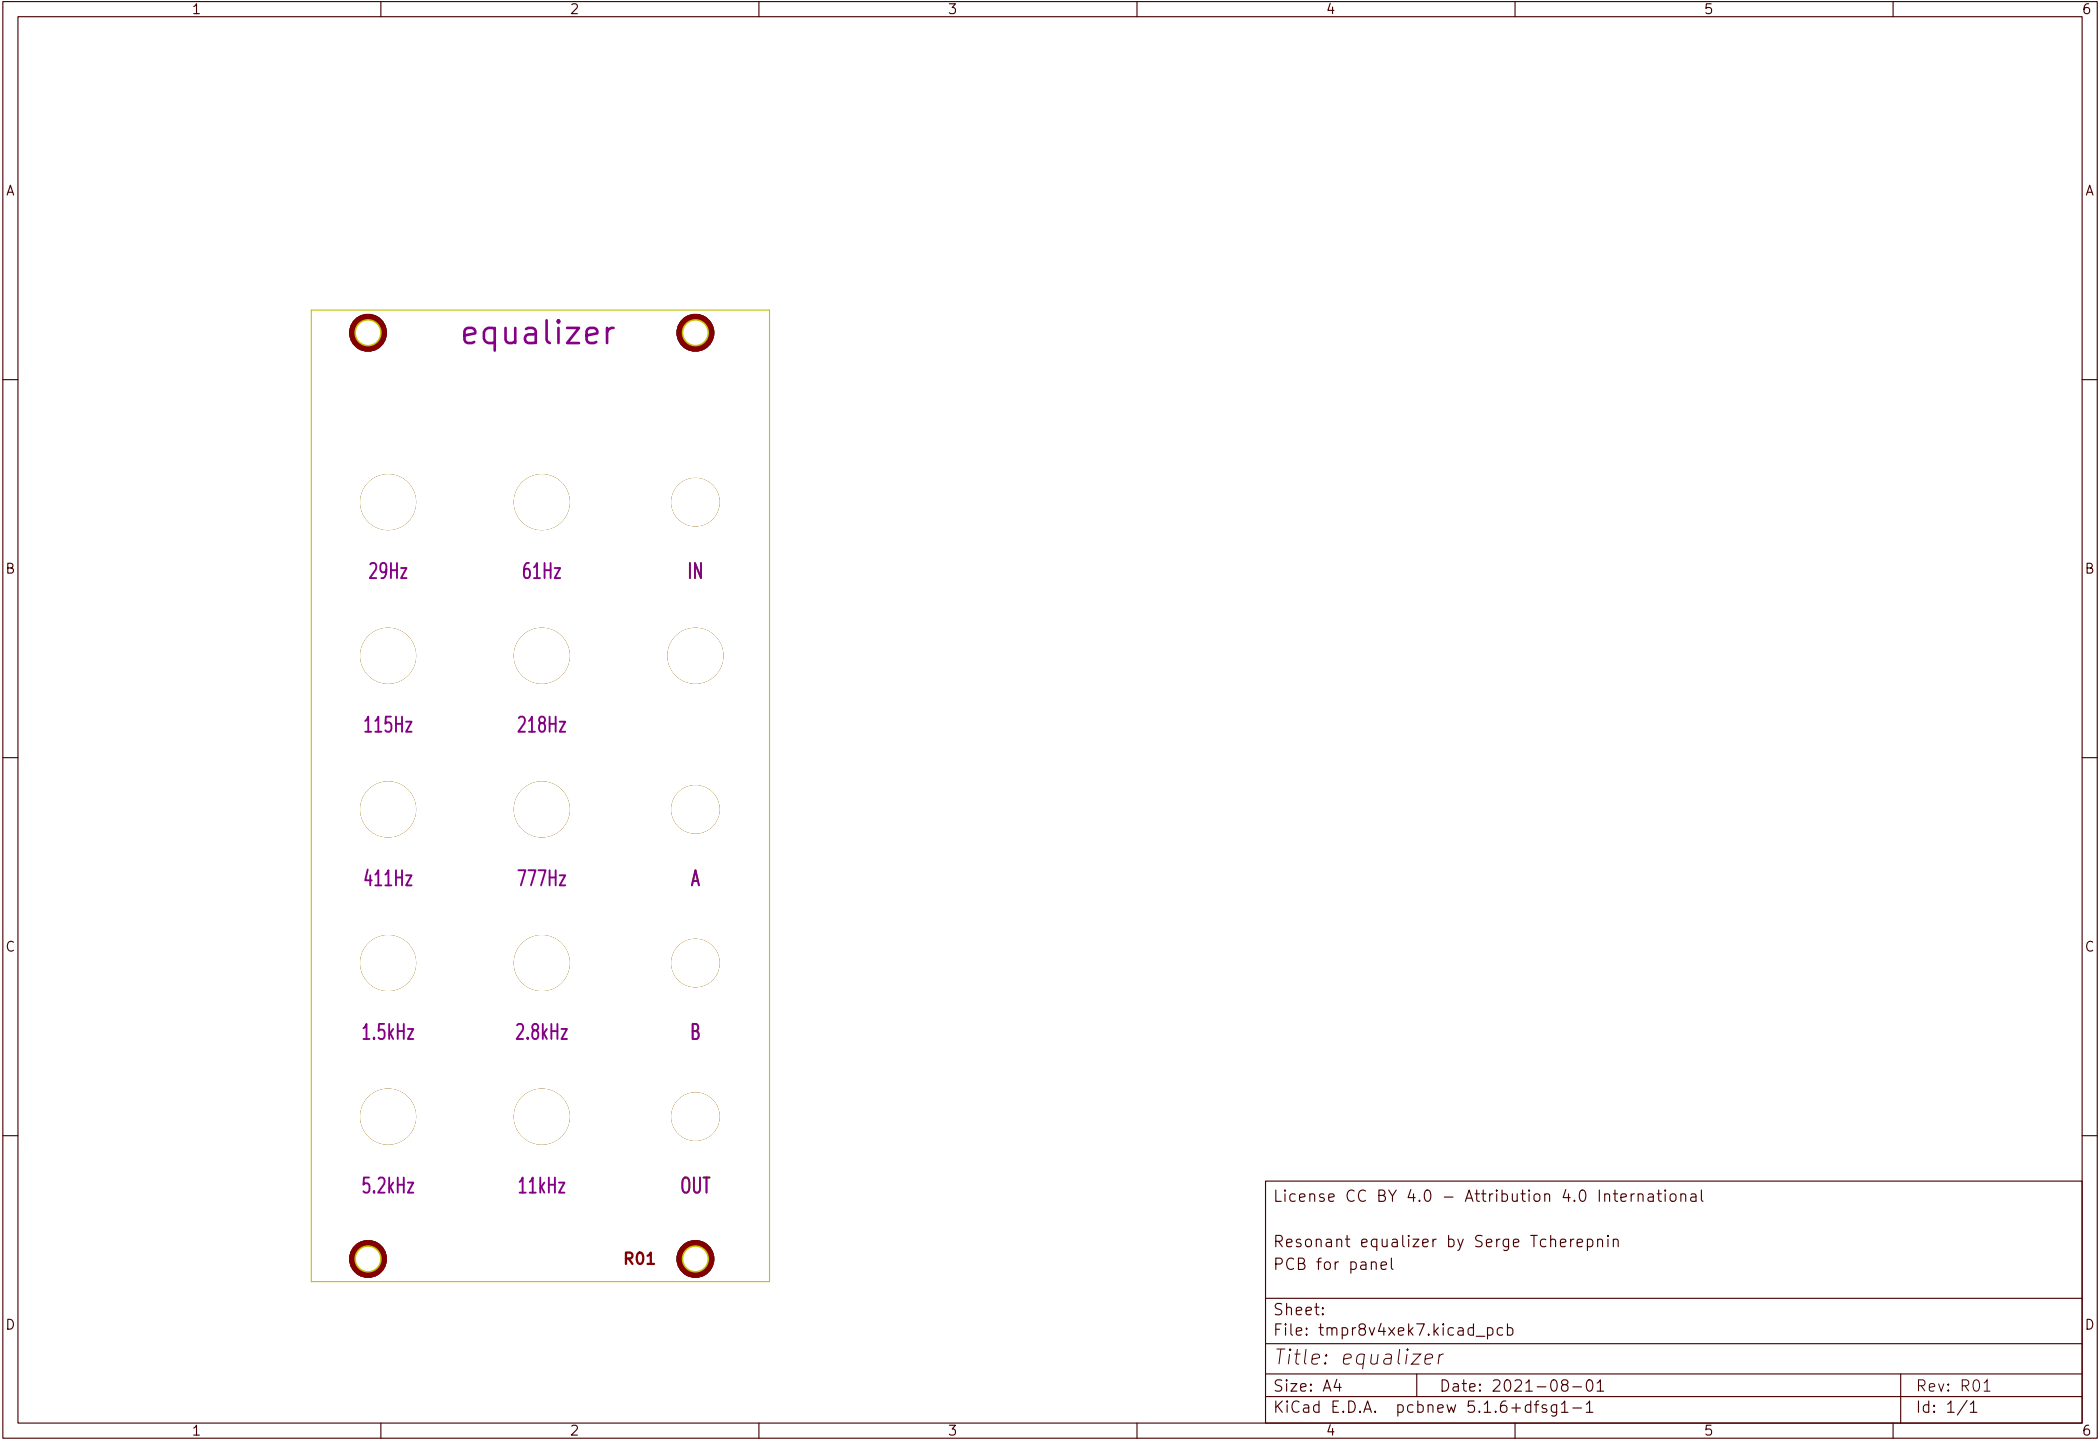 1 2 3 4 5 6
A A
equalizer
29Hz 61Hz IN
B B
115Hz 218Hz
411Hz 777Hz A
C C
1.5kHz 2.8kHz B
5.2kHz 11kHz OUT
R01
License CC BY 4.0 - Attribution 4.0 International
Resonant equalizer by Serge Tcherepnin
PCB for panel
Sheet:
File: tmpr8v4xek7.kicad_pcb
D D
Title: equalizer
Size: A4 Date: 2021-08-01 Rev: R01
KiCad E.D.A. pcbnew 5.1.6+dfsg1-1 Id: 1/1
1 2 3 4 5 6